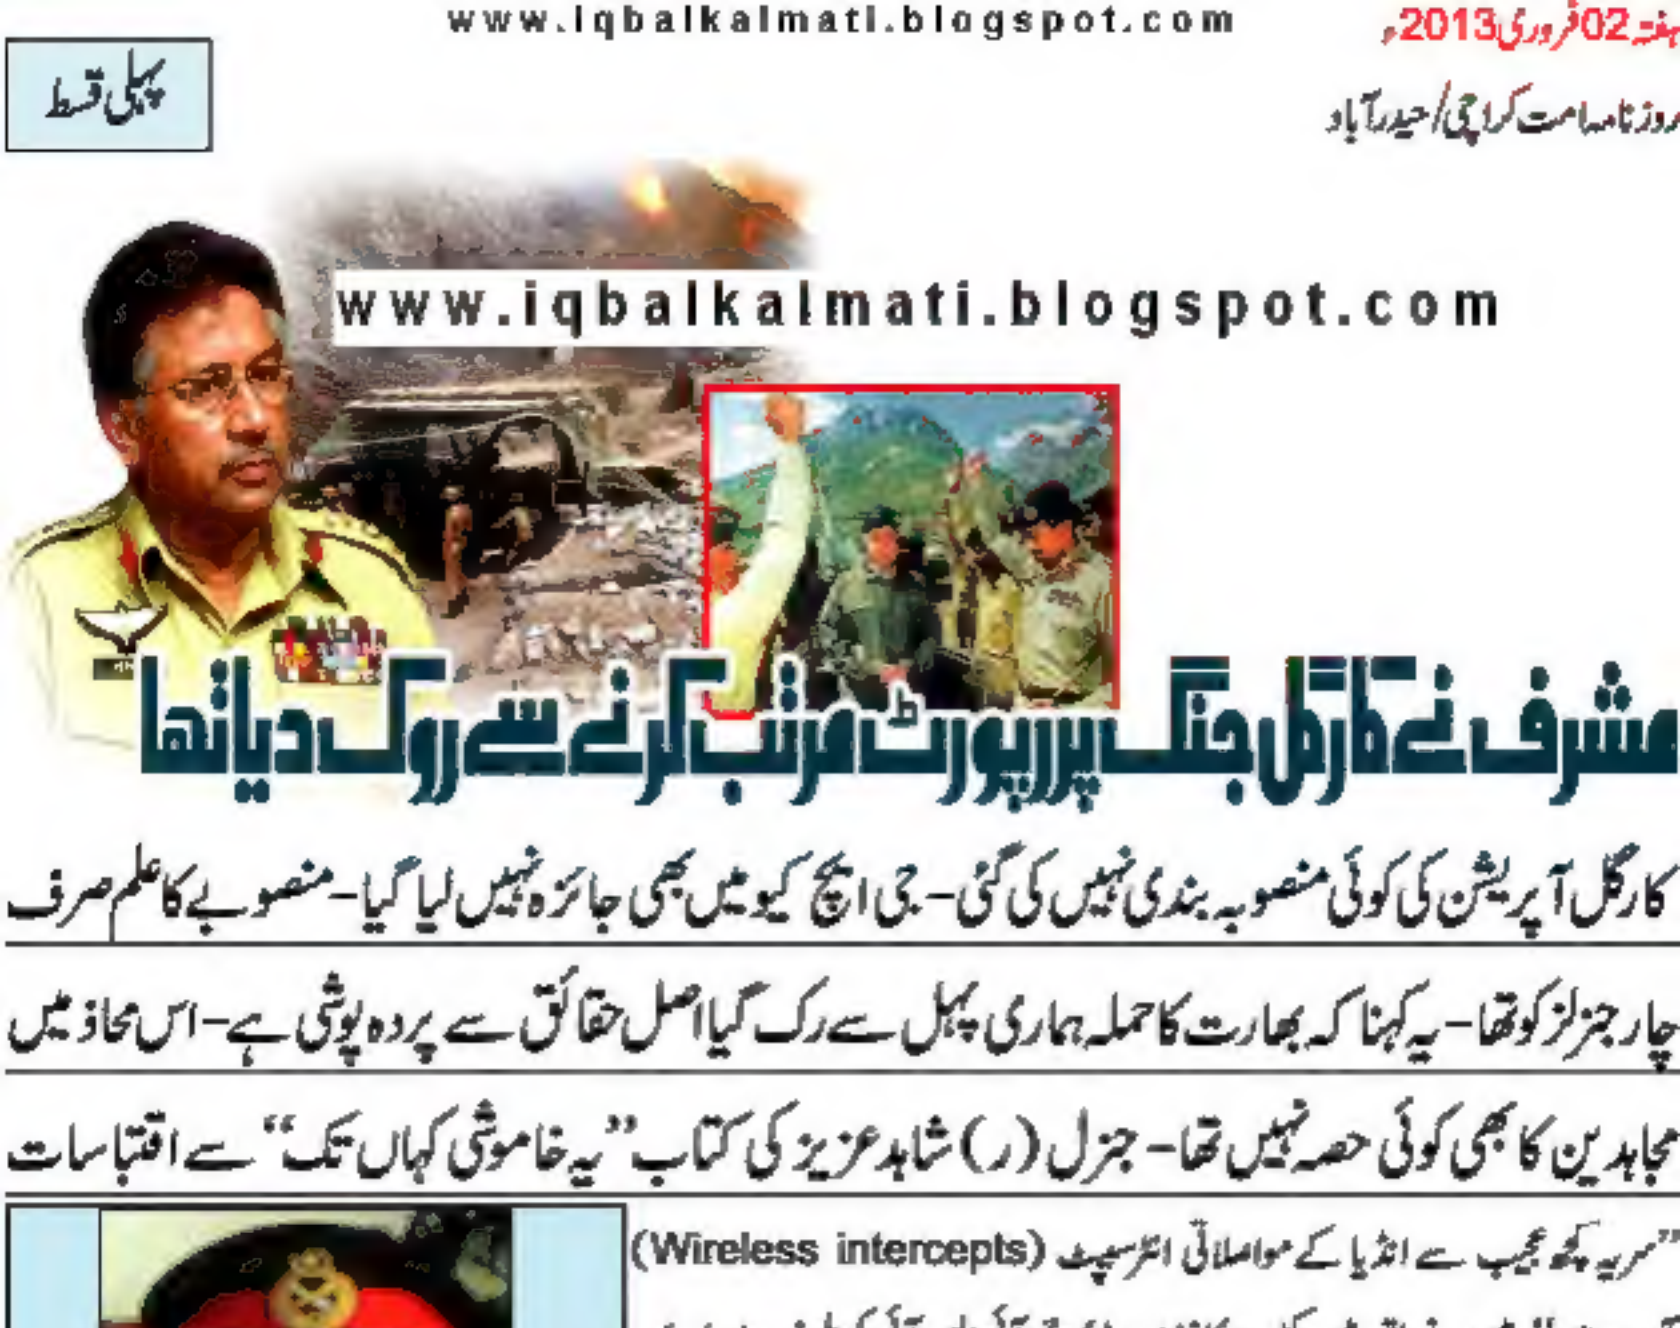 www.iqbalkalmati.blogspot.com
ہفتہ 02 فروری 2013ء
روزنامہ امت کراچی/حیدرآباد
پہلی قسط
www.iqbalkalmati.blogspot.com
مشرف نے کارگل جنگ پر رپورٹ مرتب کرنے سے روک دیا تھا
کارگل آپریشن کی کوئی منصوبہ بندی نہیں کی گئی- جی ایچ کیو میں بھی جائزہ نہیں لیا گیا- منصوبے کا علم صرف
چار جنرلز کو تھا- یہ کہنا کہ بھارت کا حملہ ہماری پہل سے رک گیا اصل حقائق سے پردہ پوشی ہے- اس محاذ میں
مجاہدین کا بھی کوئی حصہ نہیں تھا- جنرل (ر) شاہد عزیز کی کتاب ”یہ خاموشی کہاں تک“ سے اقتباسات
”سر یہ کچھ عجیب سے انڈیا کے مواصلاتی انٹرسیپٹ (Wireless intercepts)